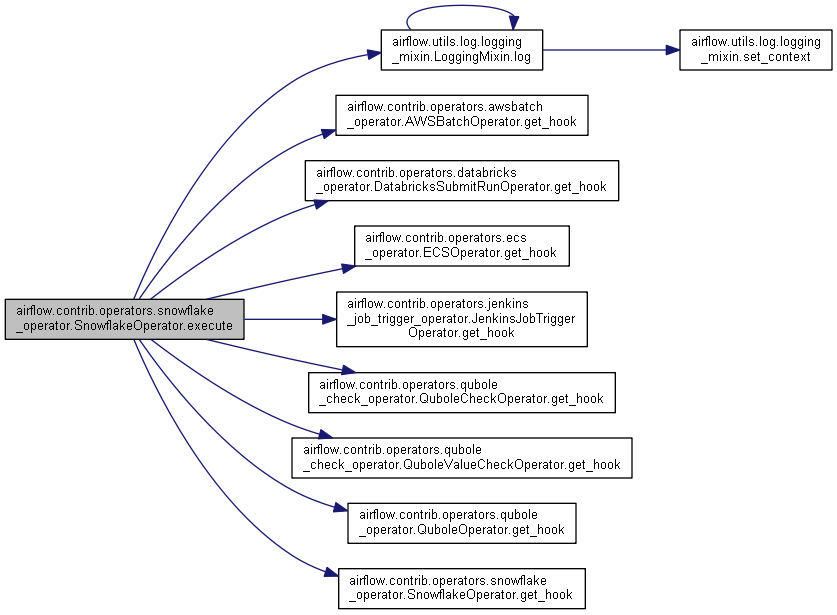 airflow.utils.log.logging
_mixin.LoggingMixin.log
airflow.utils.log.logging
_mixin.set_context
airflow.contrib.operators.awsbatch
_operator.AWSBatchOperator.get_hook
airflow.contrib.operators.databricks
_operator.DatabricksSubmitRunOperator.get_hook
airflow.contrib.operators.ecs
_operator.ECSOperator.get_hook
airflow.contrib.operators.snowflake
_operator.SnowflakeOperator.execute
airflow.contrib.operators.jenkins
_job_trigger_operator.JenkinsJobTrigger
Operator.get_hook
airflow.contrib.operators.qubole
_check_operator.QuboleCheckOperator.get_hook
airflow.contrib.operators.qubole
_check_operator.QuboleValueCheckOperator.get_hook
airflow.contrib.operators.qubole
_operator.QuboleOperator.get_hook
airflow.contrib.operators.snowflake
_operator.SnowflakeOperator.get_hook